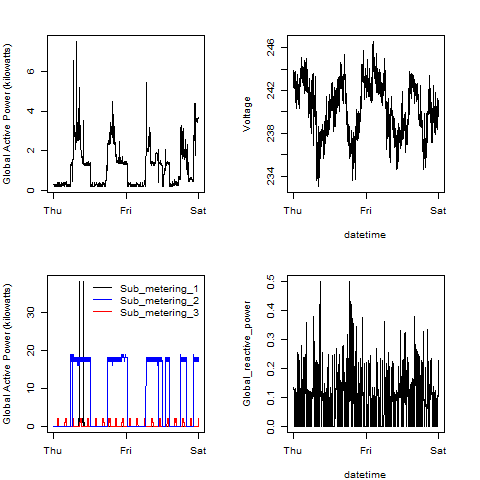 Global Active Power (kilowatts)
0 2 4 6
Thu Fri Sat
Voltage
234 238 242 246
Thu Fri Sat
datetime
Global Active Power (kilowatts)
0 10 20 30
Sub_metering_1
Sub_metering_2
Sub_metering_3
Thu Fri Sat
Global_reactive_power
0.0 0.1 0.2 0.3 0.4 0.5
Thu Fri Sat
datetime